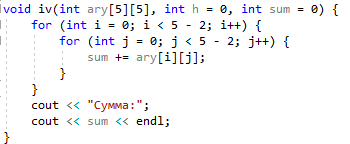 void iv(int ary[5][5], int h = 0, int sum = 0) {
    for (int i = 0; i < 5 - 2; i++) {
        for (int j = 0; j < 5 - 2; j++) {
            sum += ary[i][j];
        }
    }
    cout << "Сумма:";
    cout << sum << endl;
}